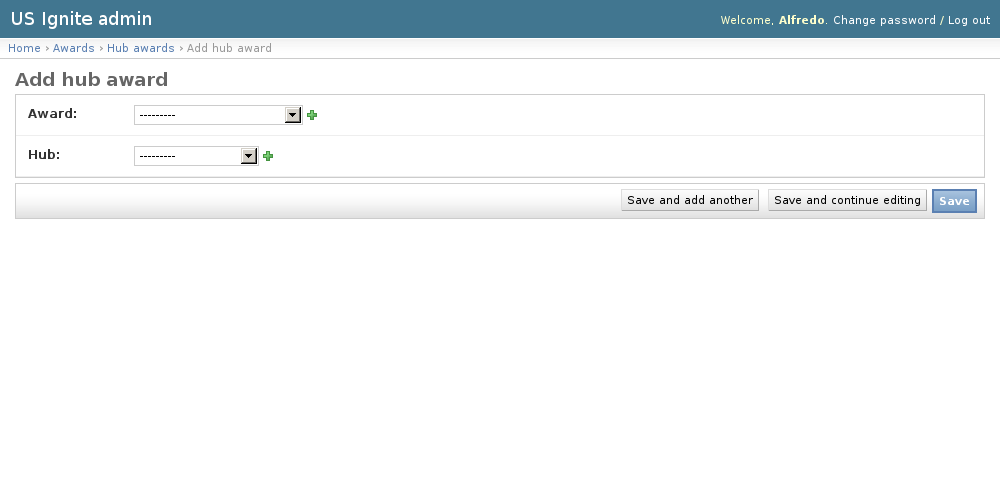 US Ignite admin
Welcome, Alfredo. Change password / Log out
Home › Awards › Hub awards › Add hub award
Add hub award
Award: ---------
Hub: ---------
Save and add another Save and continue editing Save